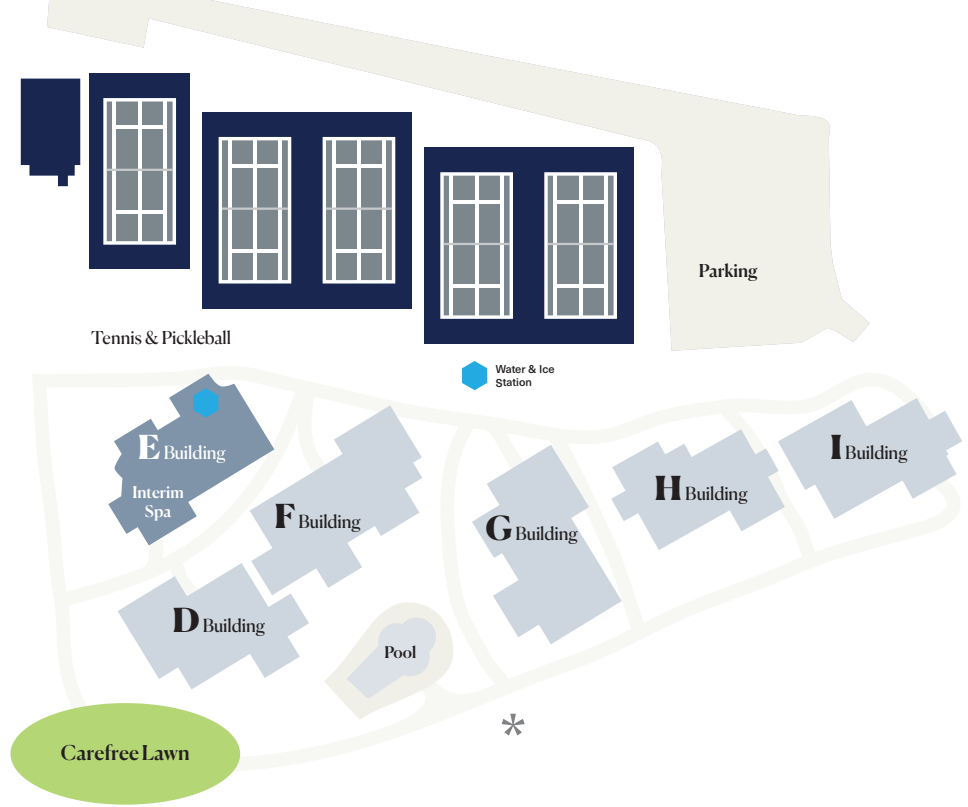 Parking
Tennis & Pickleball
Water & Ice
Station
E Building
Interim
Spa
F Building
G Building
H Building
I Building
D Building
Pool
*
Carefree Lawn